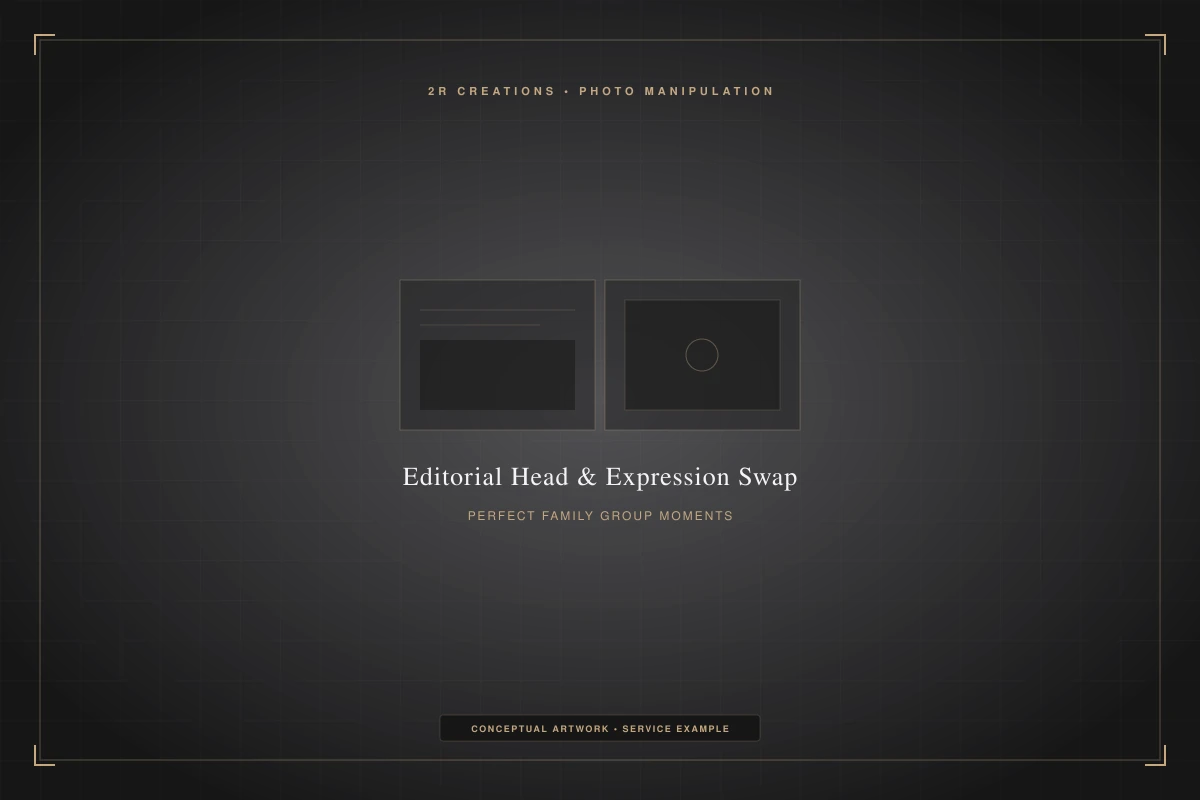 2R CREATIONS • PHOTO MANIPULATION
Editorial Head & Expression Swap
PERFECT FAMILY GROUP MOMENTS
CONCEPTUAL ARTWORK • SERVICE EXAMPLE